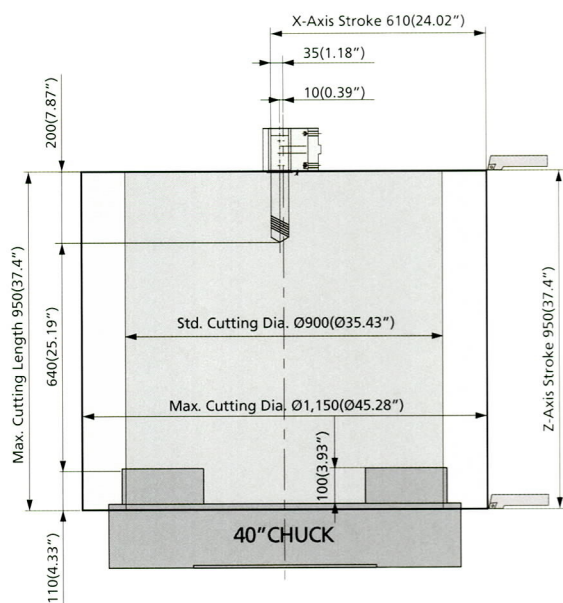 X-Axis Stroke 610(24.02")
35(1.18")
10(0.39")
200(7.87")
Max. Cutting Length 950(37.4")
640(25.19")
Std. Cutting Dia. Ø900(Ø35.43")
Max. Cutting Dia. Ø1,150(Ø45.28")
Z-Axis Stroke 950(37.4")
100(3.93")
40"CHUCK
110(4.33")